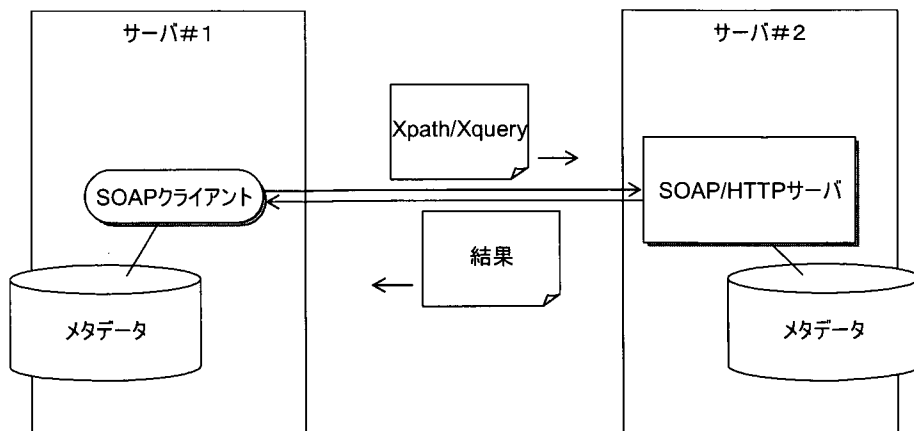 サーバ#1
サーバ#2
Xpath/Xquery
SOAPクライアント
SOAP/HTTPサーバ
結果
メタデータ
メタデータ